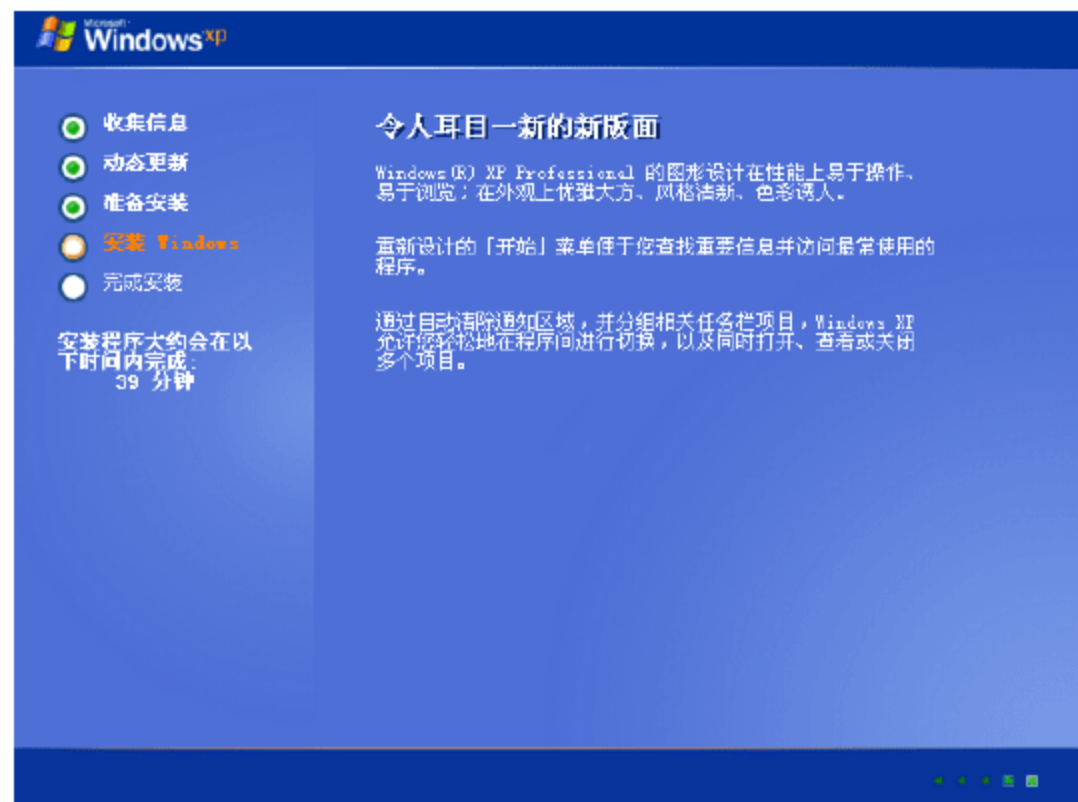 Microsoft
Windows xp
收集信息
动态更新
准备安装
安装 Windows
完成安装
安装程序大约会在以
下时间内完成:
39 分钟
令人耳目一新的新版面
Windows(R) XP Professional 的图形设计在性能上易于操作、
易于浏览；在外观上优雅大方、风格清新、色彩诱人。
重新设计的「开始」菜单便于您查找重要信息并访问最常使用的
程序。
通过自动清除通知区域，并分组相关任务栏项目，Windows XP
允许您轻松地在程序间进行切换，以及同时打开、查看或关闭
多个项目。